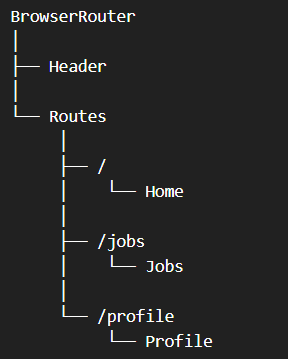 BrowserRouter
│
├── Header
│
└── Routes
     │
     ├── /
     │    └── Home
     │
     ├── /jobs
     │    └── Jobs
     │
     └── /profile
          └── Profile